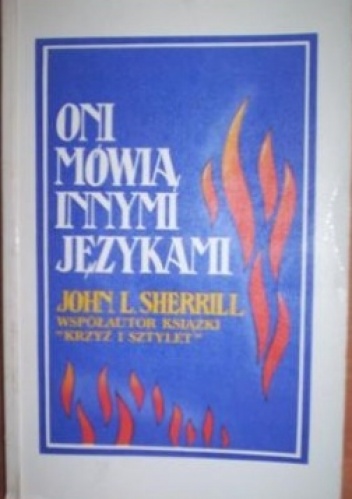 ONI
MÓWIĄ
INNYMI
JĘZYKAMI
JOHN L. SHERRILL
WSPÓŁAUTOR KSIĄŻKI
"KRZYŻ I SZTYLET"